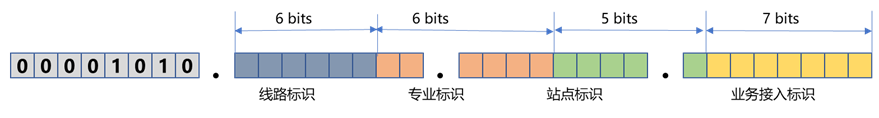 6 bits 6 bits 5 bits 7 bits
0 0 0 0 1 0 1 0 . . .
线路标识 专业标识 站点标识 业务接入标识